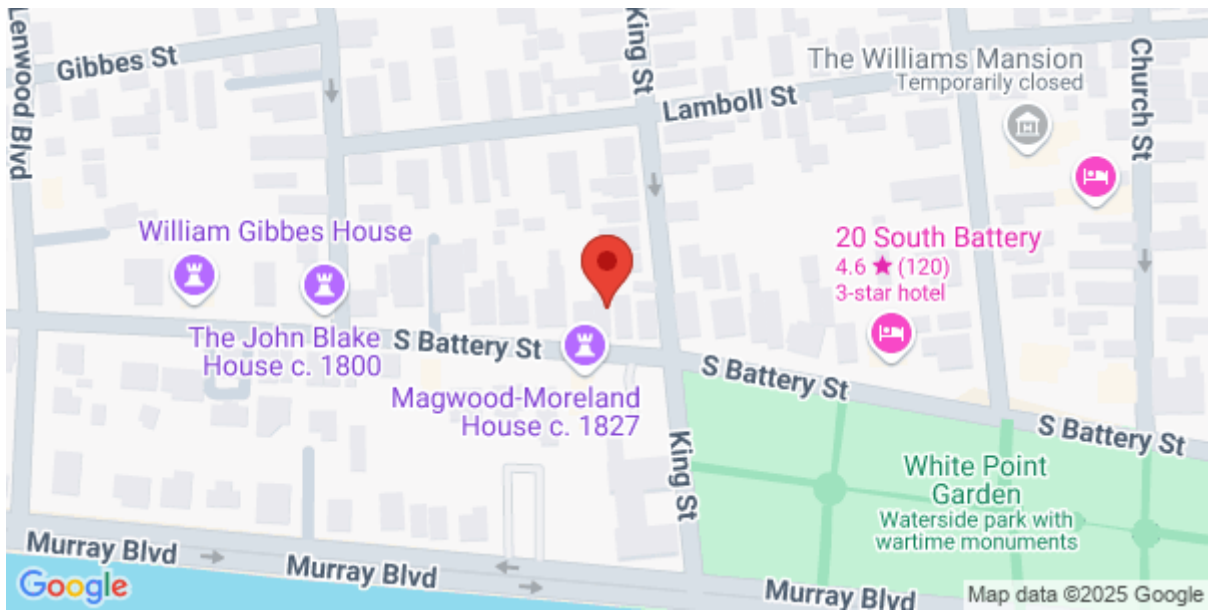 Lenwood Blvd
Gibbes St
King St
Lamboll St
The Williams Mansion
Temporarily closed
Church St
William Gibbes House
20 South Battery
4.6 ★ (120)
3-star hotel
The John Blake
House c. 1800
S Battery St
Magwood-Moreland
House c. 1827
S Battery St
S Battery St
King St
White Point
Garden
Waterside park with
wartime monuments
Murray Blvd
Murray Blvd
Murray Blvd
Google
Map data ©2025 Google